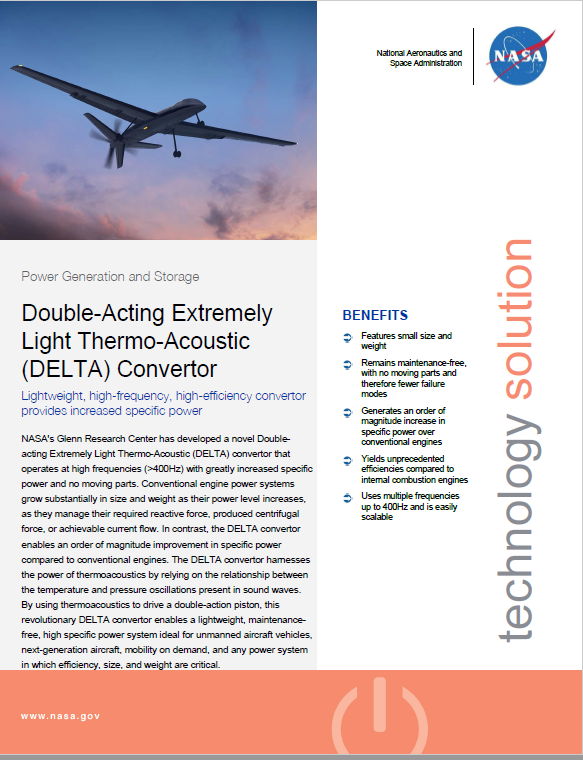 National Aeronautics and
Space Administration
NASA
Power Generation and Storage
Double-Acting Extremely
Light Thermo-Acoustic
(DELTA) Convertor
Lightweight, high-frequency, high-efficiency convertor
provides increased specific power
NASA's Glenn Research Center has developed a novel Double-
acting Extremely Light Thermo-Acoustic (DELTA) convertor that
operates at high frequencies (>400Hz) with greatly increased specific
power and no moving parts. Conventional engine power systems
grow substantially in size and weight as their power level increases,
as they manage their required reactive force, produced centrifugal
force, or achievable current flow. In contrast, the DELTA convertor
enables an order of magnitude improvement in specific power
compared to conventional engines. The DELTA convertor harnesses
the power of thermoacoustics by relying on the relationship between
the temperature and pressure oscillations present in sound waves.
By using thermoacoustics to drive a double-action piston, this
revolutionary DELTA convertor enables a lightweight, maintenance-
free, high specific power system ideal for unmanned aircraft vehicles,
next-generation aircraft, mobility on demand, and any power system
in which efficiency, size, and weight are critical.
BENEFITS
Features small size and
weight
Remains maintenance-free,
with no moving parts and
therefore fewer failure
modes
Generates an order of
magnitude increase in
specific power over
conventional engines
Yields unprecedented
efficiencies compared to
internal combustion engines
Uses multiple frequencies
up to 400Hz and is easily
scalable
technology solution
www.nasa.gov